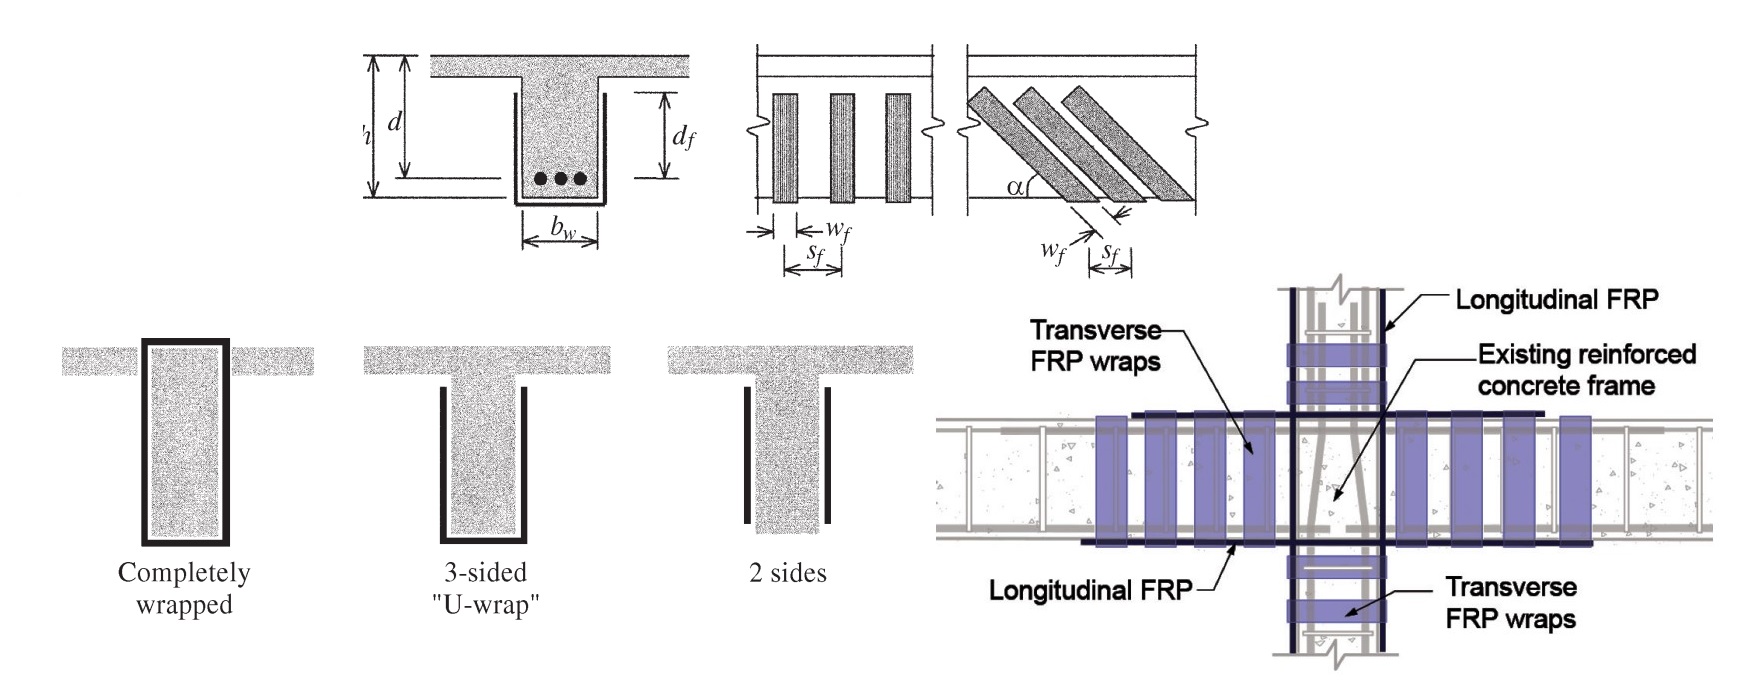 h
d
d_f
b_w
w_f
s_f
α
w_f
s_f
Completely
wrapped
3-sided
"U-wrap"
2 sides
Longitudinal FRP
Transverse
FRP wraps
Existing reinforced
concrete frame
Longitudinal FRP
Transverse
FRP wraps